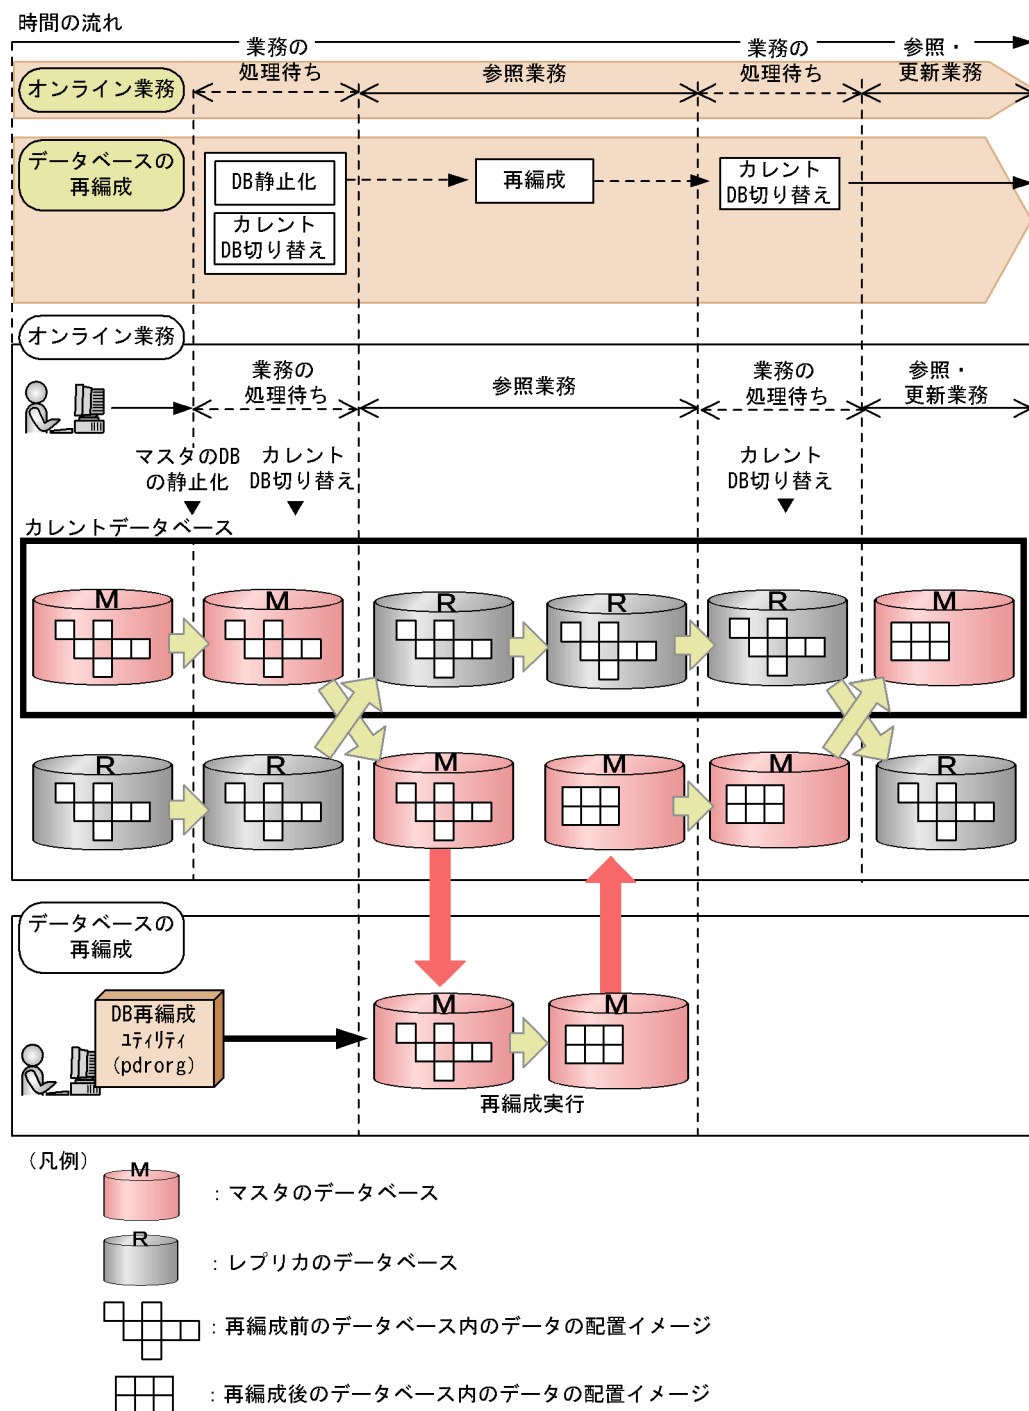 時間の流れ
業務の
処理待ち
参照業務
業務の
処理待ち
参照・
更新業務
オンライン業務
データベースの
再編成
DB静止化
カレント
DB切り替え
再編成
カレント
DB切り替え
オンライン業務
業務の
処理待ち
参照業務
業務の
処理待ち
参照・
更新業務
マスタのDB
の静止化
カレント
DB切り替え
カレント
DB切り替え
カレントデータベース
M
M
R
R
R
M
R
R
M
M
M
R
データベースの
再編成
DB再編成
ユティリティ
(pdrorg)
M
M
再編成実行
(凡例)
M
：マスタのデータベース
R
：レプリカのデータベース
：再編成前のデータベース内のデータの配置イメージ
：再編成後のデータベース内のデータの配置イメージ